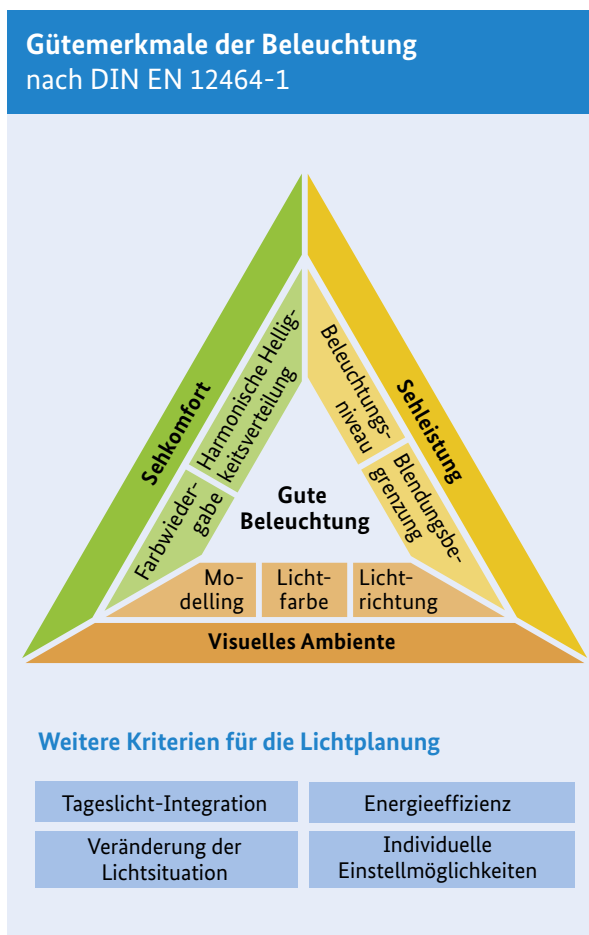 Gütemerkmale der Beleuchtung
nach DIN EN 12464-1
Sehkomfort
Harmonische Hellig-
keitsverteilung
Farbwieder-
gabe
Sehleistung
Beleuchtungs-
niveau
Blendungsbe-
grenzung
Gute
Beleuchtung
Mo-
delling
Licht-
farbe
Licht-
richtung
Visuelles Ambiente
Weitere Kriterien für die Lichtplanung
Tageslicht-Integration
Energieeffizienz
Veränderung der
Lichtsituation
Individuelle
Einstellmöglichkeiten